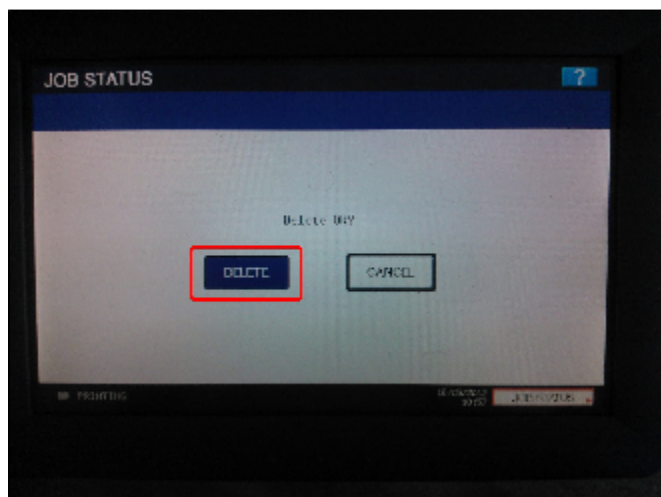 JOB STATUS ?
Delete OK?
DELETE CANCEL
PRINTING
JOB STATUS